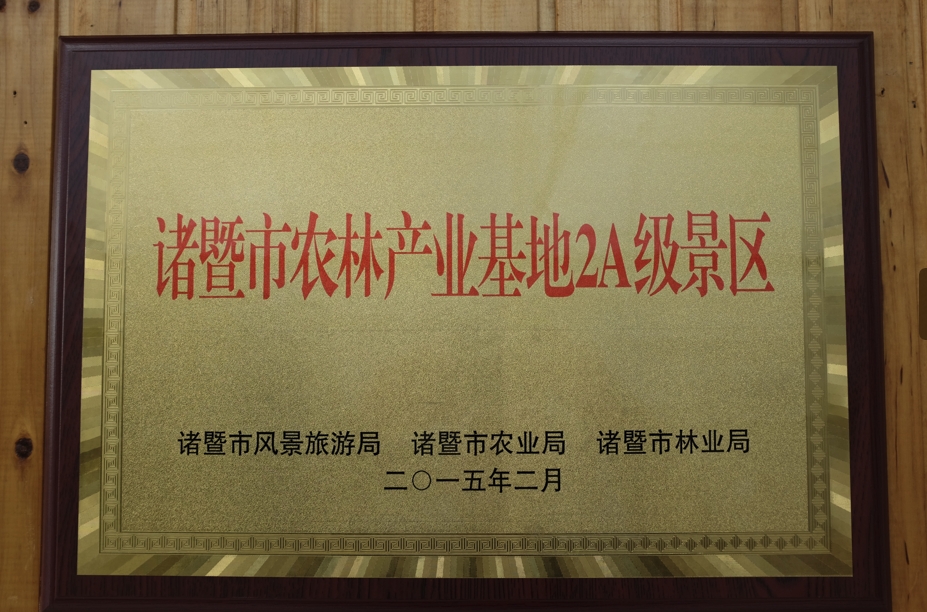 诸暨市农林产业基地2A级景区
诸暨市风景旅游局 诸暨市农业局 诸暨市林业局
二〇一五年二月